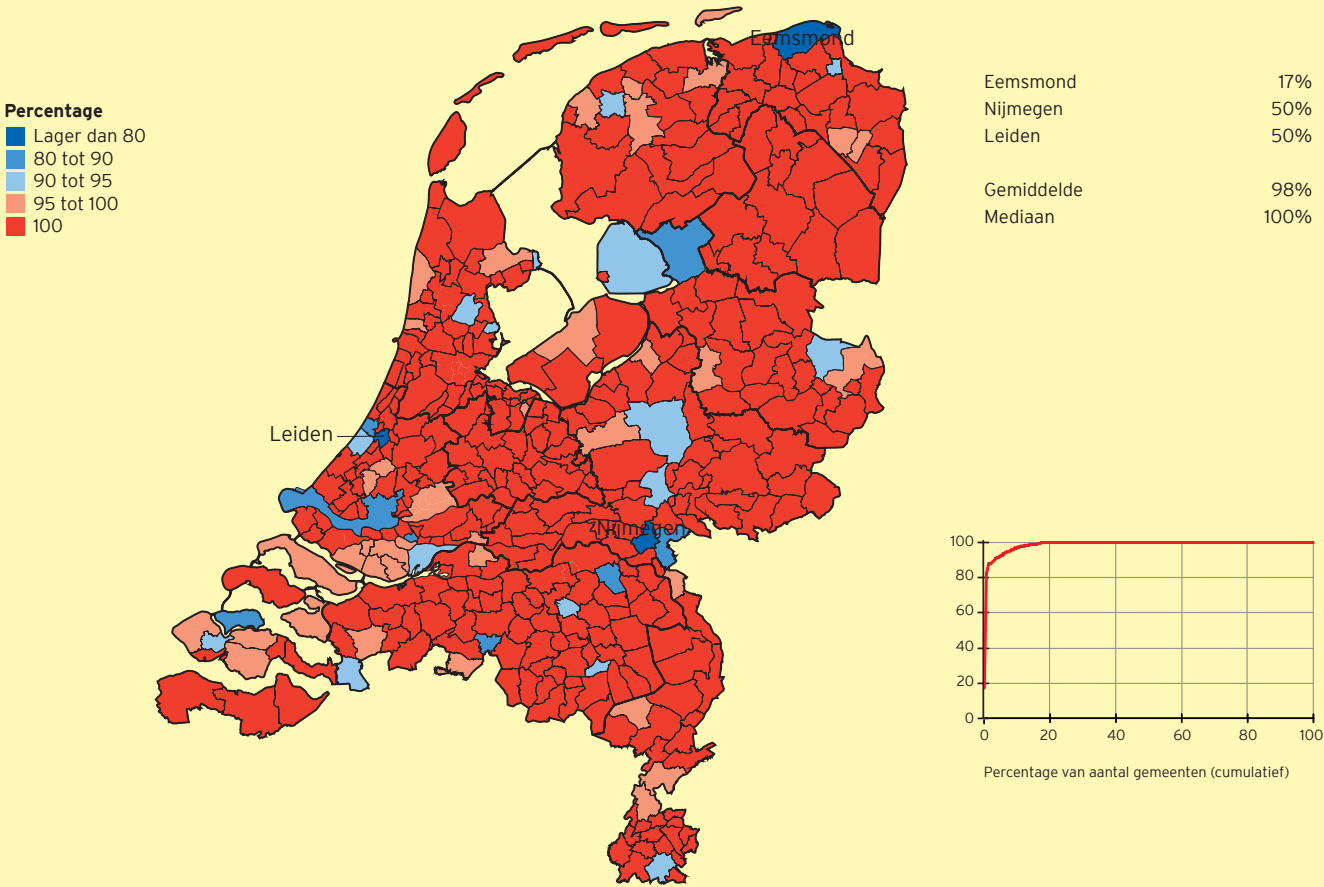 Eemsmond
Percentage
Lager dan 80
80 tot 90
90 tot 95
95 tot 100
100
Eemsmond 17%
Nijmegen 50%
Leiden 50%
Gemiddelde 98%
Mediaan 100%
Leiden
Nijmegen
100
80
60
40
20
0
0 20 40 60 80 100
Percentage van aantal gemeenten (cumulatief)